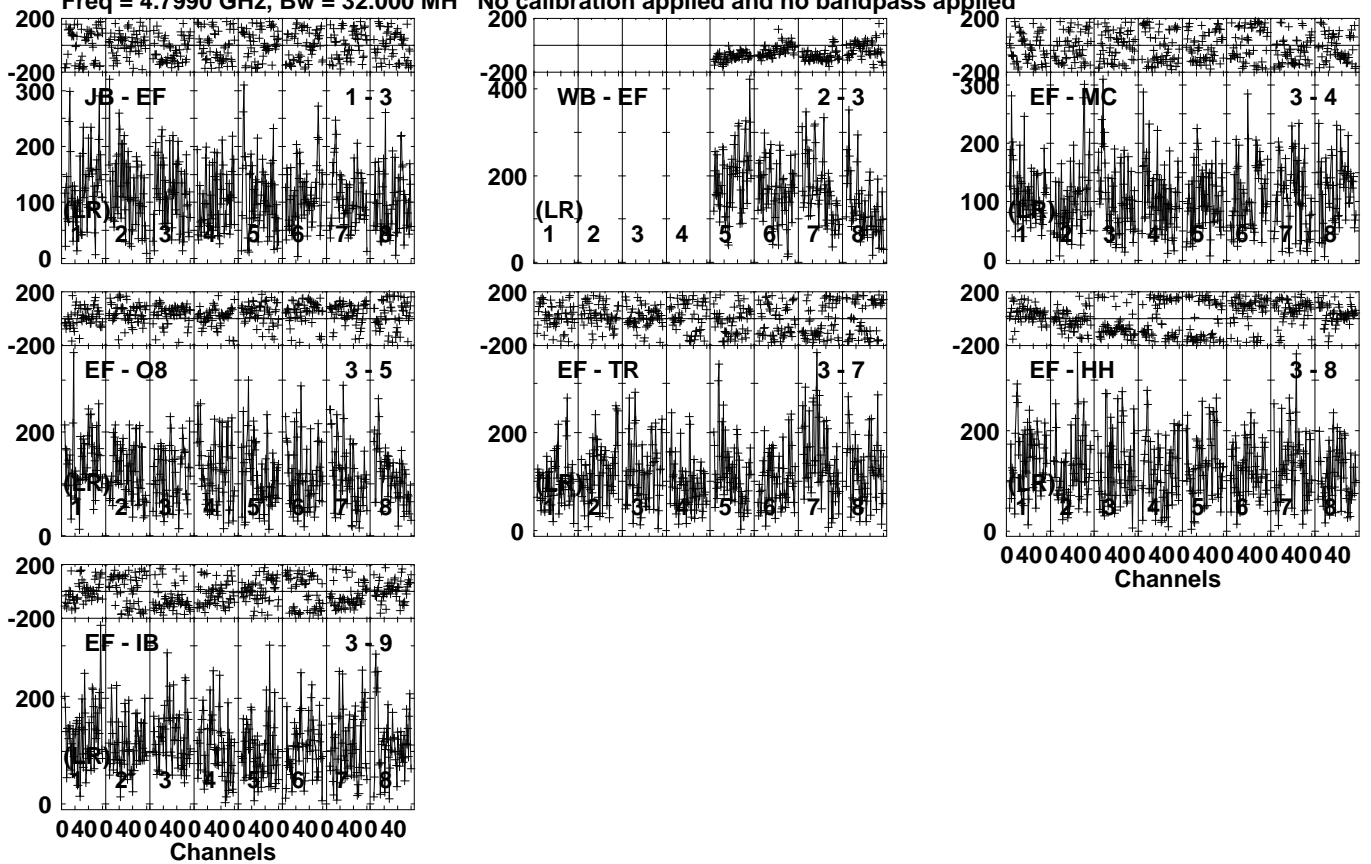 Freq = 4.7990 GHz, Bw = 32.000 MH No calibration applied and no bandpass applied
200
-200
300
200
100
0
JB - EF 1 - 3
(LR)
1 2 3 4 5 6 7 8
200
-200
400
200
0
WB - EF 2 - 3
(LR)
1 2 3 4 5 6 7 8
200
-200
300
200
100
0
EF - MC 3 - 4
(LR)
1 2 3 4 5 6 7 8
200
-200
200
0
EF - O8 3 - 5
(LR)
1 2 3 4 5 6 7 8
200
-200
200
0
EF - TR 3 - 7
(LR)
1 2 3 4 5 6 7 8
200
-200
200
0
EF - HH 3 - 8
(LR)
1 2 3 4 5 6 7 8
0 40 0 40 0 40 0 40 0 40 0 40 0 40 0 40
Channels
200
-200
200
0
EF - IB 3 - 9
(LR)
1 2 3 4 5 6 7 8
0 40 0 40 0 40 0 40 0 40 0 40 0 40 0 40
Channels